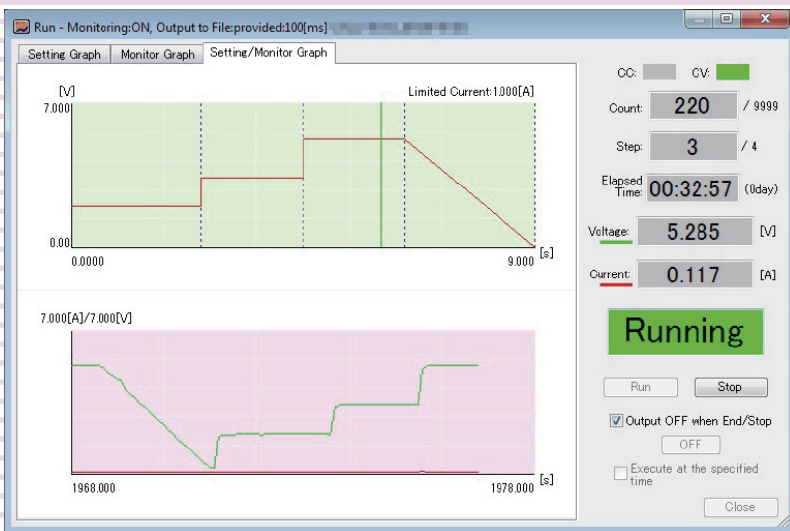 Run - Monitoring:ON, Output to File:provided:100[ms]
Setting Graph
Monitor Graph
Setting/Monitor Graph
[V]
Limited Current:1.000[A]
7.000
0.00
0.0000
9.000
[s]
7.000[A]/7.000[V]
1968.000
1978.000
[s]
CC:
CV:
Count:
220
/ 9999
Step:
3
/ 4
Elapsed Time:
00:32:57
(0day)
Voltage:
5.285
[V]
Current:
0.117
[A]
Running
Run
Stop
Output OFF when End/Stop
OFF
Execute at the specified
time
Close